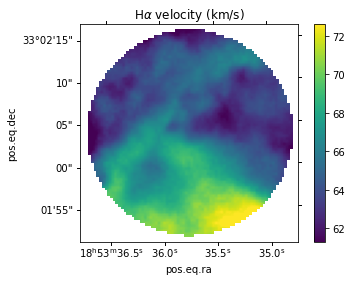 Hα velocity (km/s)
33°02'15"
10"
05"
00"
01'55"
pos.eq.dec
18ʰ53ᵐ36.5ˢ 36.0ˢ 35.5ˢ 35.0ˢ
pos.eq.ra
72
70
68
66
64
62